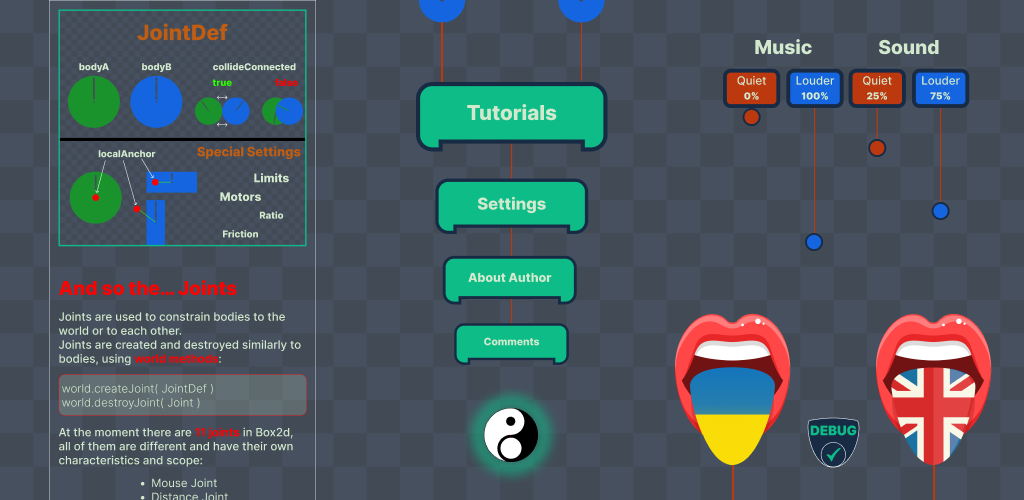 JointDef
bodyA bodyB collideConnected
true false
localAnchor
Special Settings
Limits
Motors
Ratio
Friction
And so the... Joints
Joints are used to constrain bodies to the
world or to each other.
Joints are created and destroyed similarly to
bodies, using world methods:
world.createJoint( JointDef )
world.destroyJoint( Joint )
At the moment there are 11 joints in Box2d,
all of them are different and have their own
characteristics and scope:
• Mouse Joint
• Distance Joint
Tutorials
Settings
About Author
Comments
Music Sound
Quiet Louder Quiet Louder
0% 100% 25% 75%
DEBUG